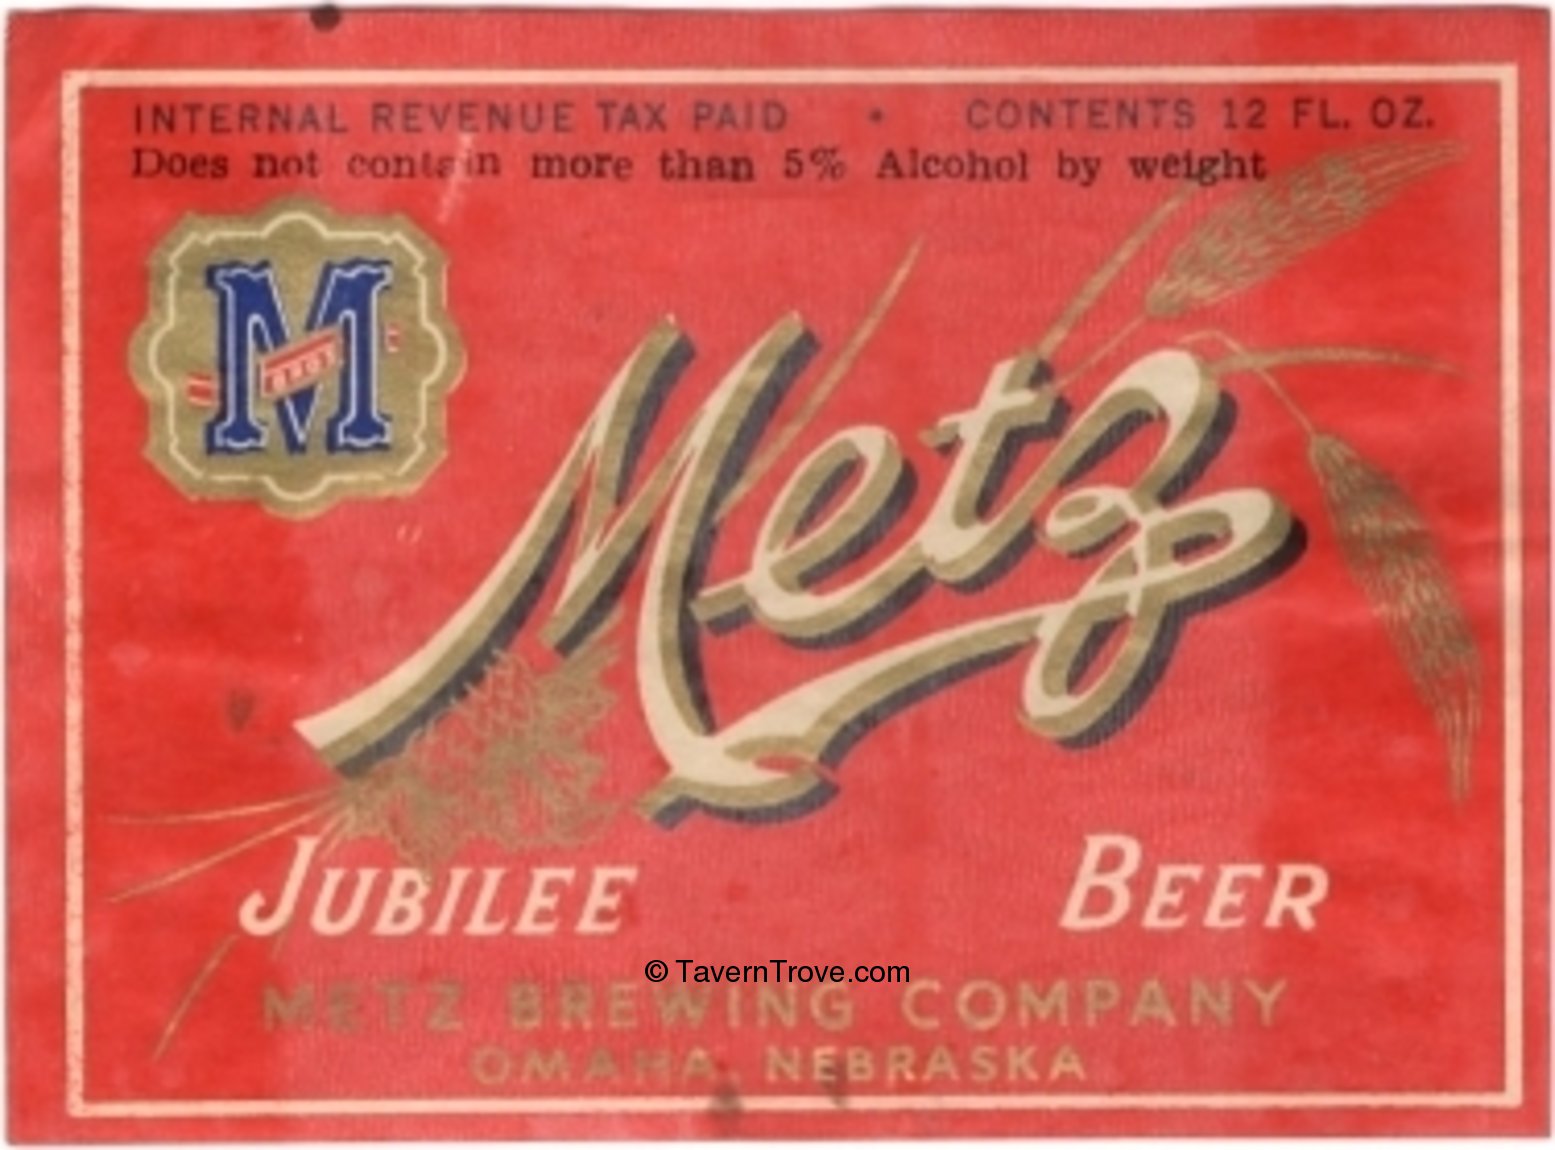 INTERNAL REVENUE TAX PAID • CONTENTS 12 FL. OZ.
Does not contain more than 5% Alcohol by weight
M
BROS
Metz
JUBILEE BEER
© TavernTrove.com
METZ BREWING COMPANY
OMAHA, NEBRASKA